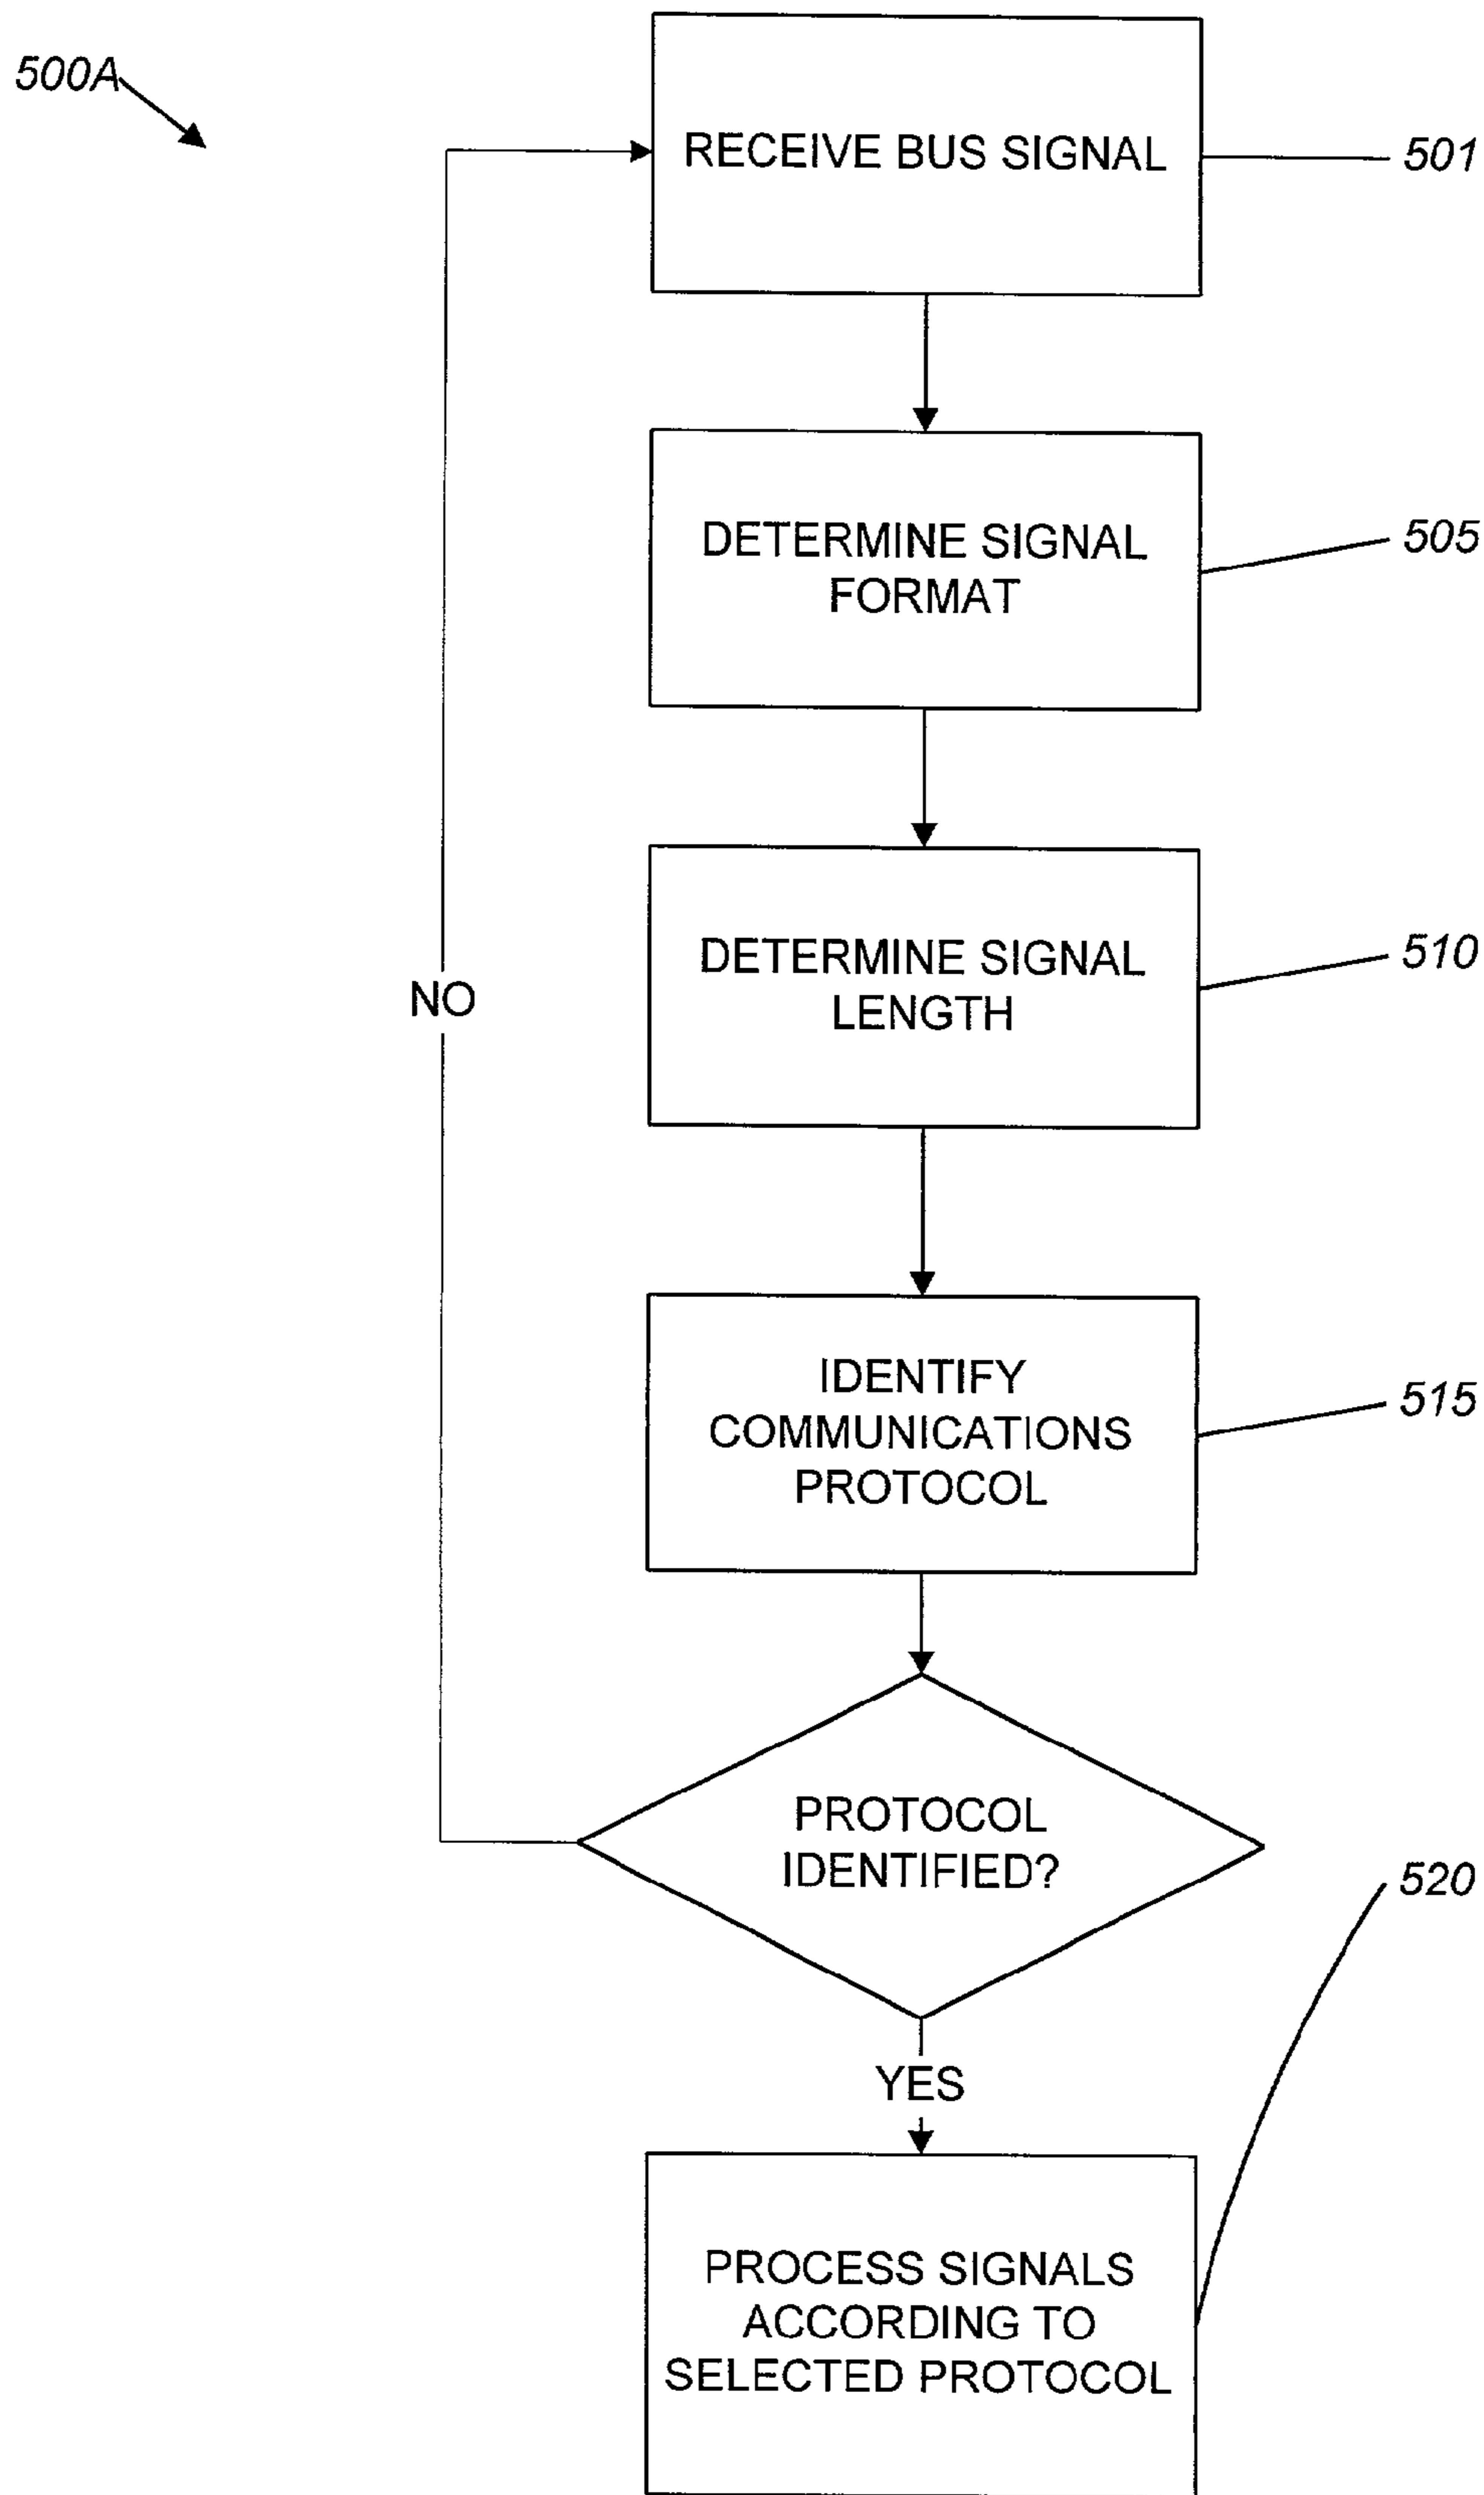 500A
RECEIVE BUS SIGNAL
501
DETERMINE SIGNAL
FORMAT
505
DETERMINE SIGNAL
LENGTH
510
NO
IDENTIFY
COMMUNICATIONS
PROTOCOL
515
PROTOCOL
IDENTIFIED?
520
YES
PROCESS SIGNALS
ACCORDING TO
SELECTED PROTOCOL